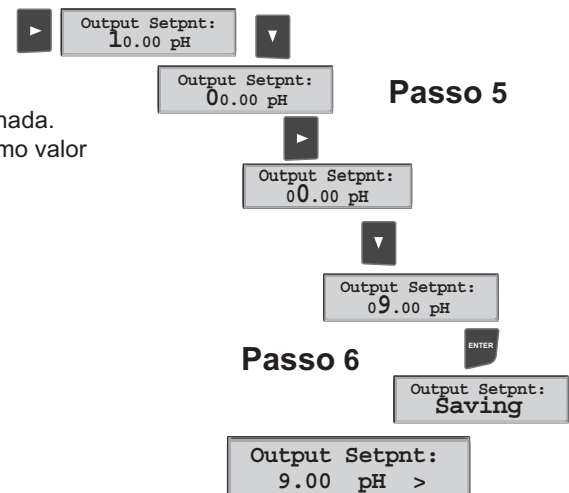 Output Setpnt:
10.00 pH
Output Setpnt:
00.00 pH
Passo 5
nada.
mo valor
Output Setpnt:
00.00 pH
Output Setpnt:
09.00 pH
Passo 6
ENTER
Output Setpnt:
Saving
Output Setpnt:
9.00 pH >